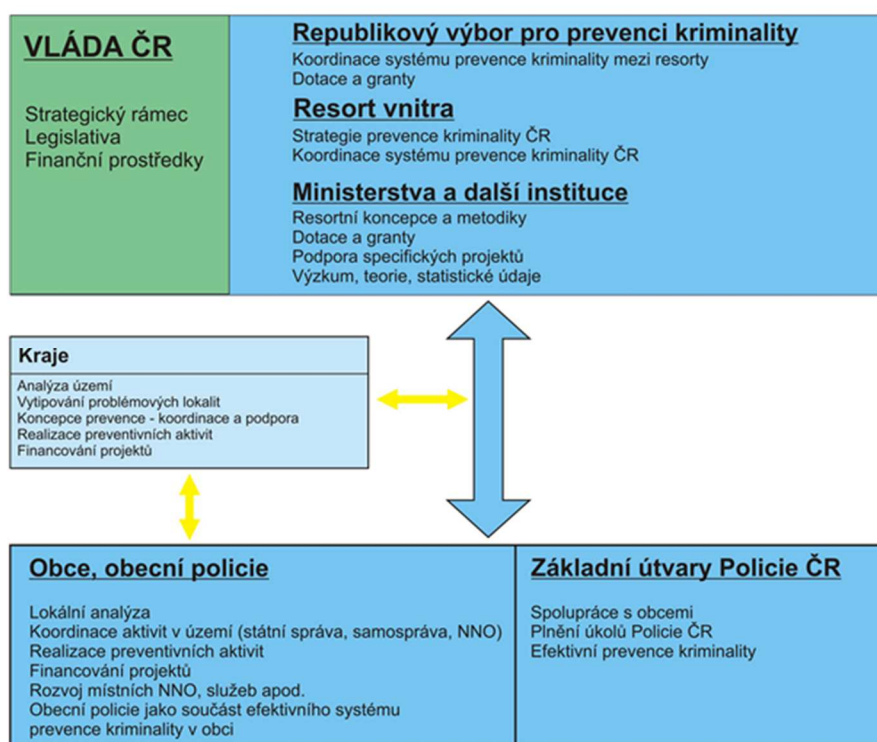 VLÁDA ČR
Strategický rámec
Legislativa
Finanční prostředky
Republikový výbor pro prevenci kriminality
Koordinace systému prevence kriminality mezi resorty
Dotace a granty
Resort vnitra
Strategie prevence kriminality ČR
Koordinace systému prevence kriminality ČR
Ministerstva a další instituce
Resortní koncepce a metodiky
Dotace a granty
Podpora specifických projektů
Výzkum, teorie, statistické údaje
Kraje
Analýza území
Vytipování problémových lokalit
Koncepce prevence - koordinace a podpora
Realizace preventivních aktivit
Financování projektů
Obce, obecní policie
Lokální analýza
Koordinace aktivit v území (státní správa, samospráva, NNO)
Realizace preventivních aktivit
Financování projektů
Rozvoj místních NNO, služeb apod.
Obecní policie jako součást efektivního systému
prevence kriminality v obci
Základní útvary Policie ČR
Spolupráce s obcemi
Plnění úkolů Policie ČR
Efektivní prevence kriminality